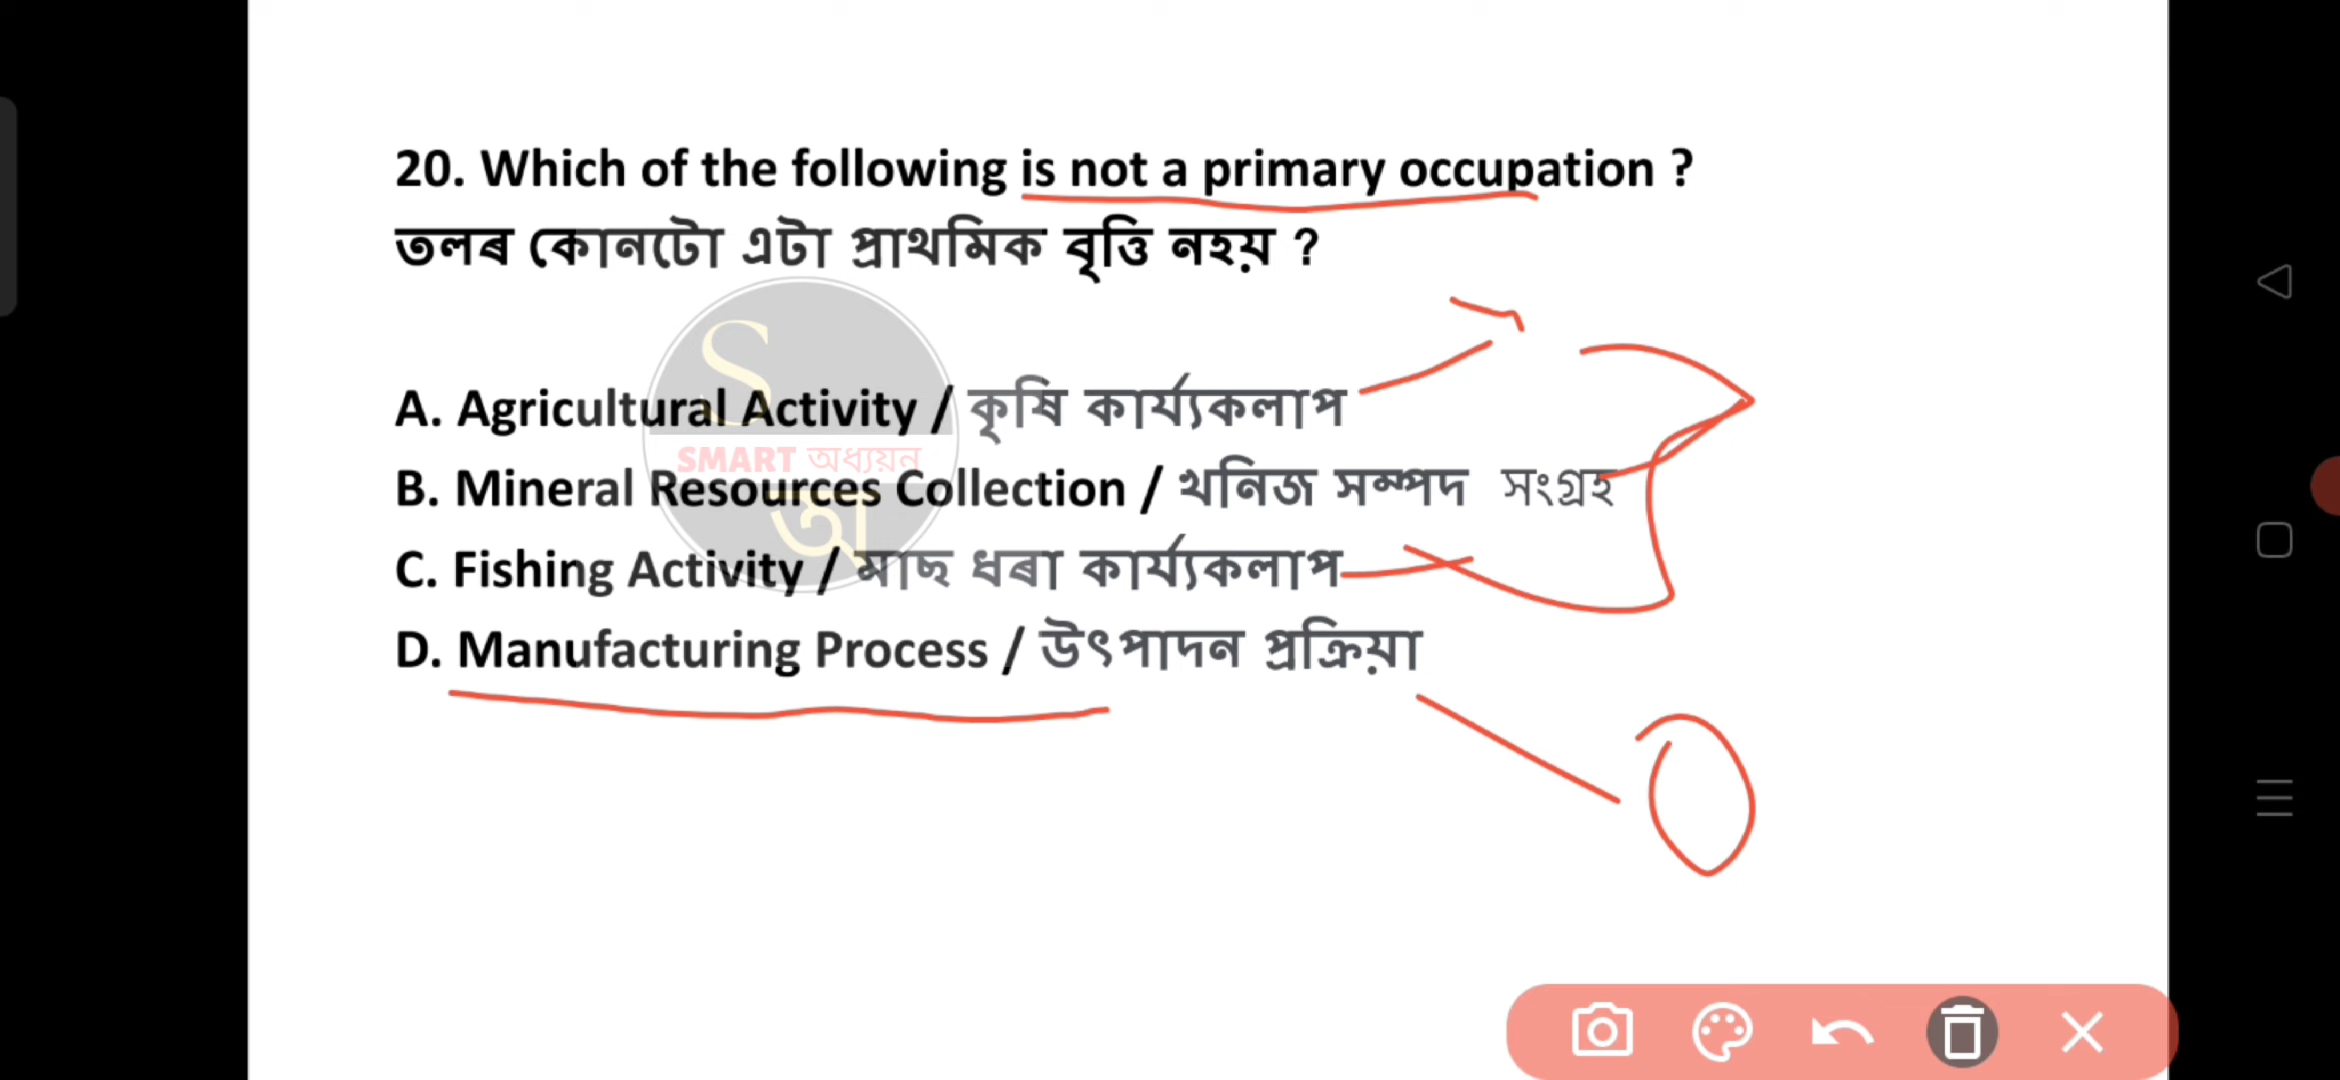 20. Which of the following is not a primary occupation ?
তলৰ কোনটো এটা প্ৰাথমিক বৃত্তি নহয় ?
A. Agricultural Activity / কৃষি কাৰ্য্যকলাপ
B. Mineral Resources Collection / খনিজ সম্পদ সংগ্ৰহ
C. Fishing Activity / মাছ ধৰা কাৰ্য্যকলাপ
D. Manufacturing Process / উৎপাদন প্ৰক্ৰিয়া
S
SMART অধ্যয়ন
অ